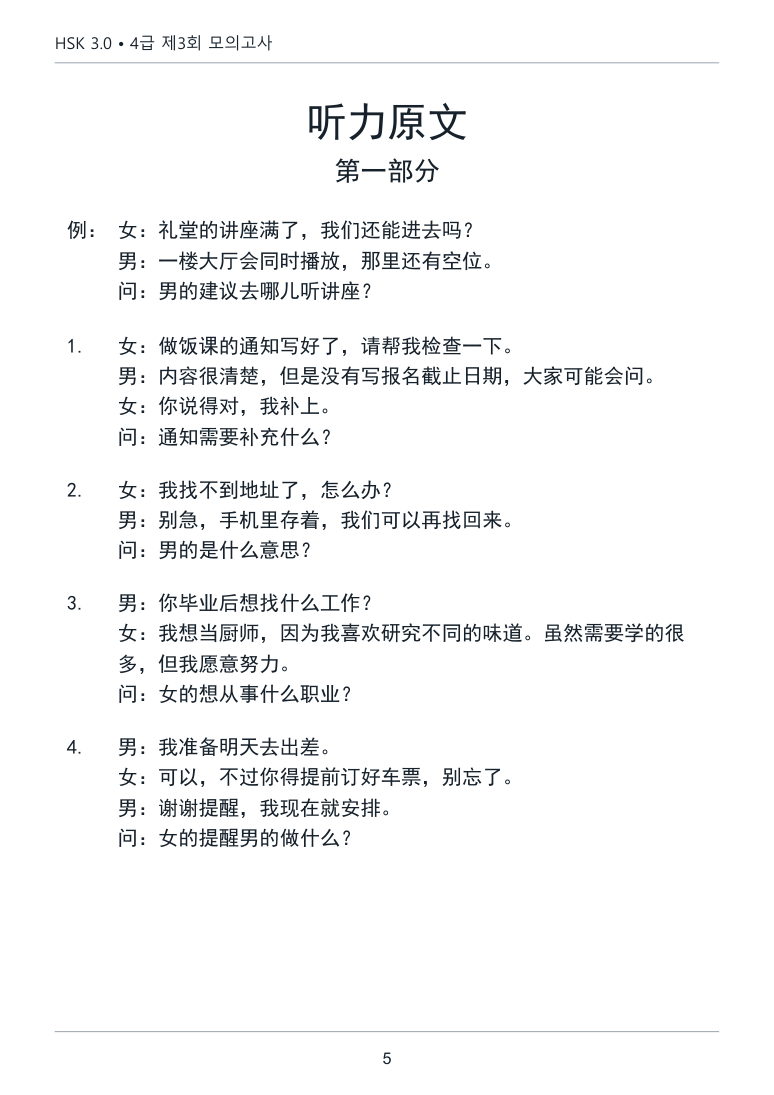 HSK 3.0 • 4급 제3회 모의고사
听力原文
第一部分
例： 女：礼堂的讲座满了，我们还能进去吗？
男：一楼大厅会同时播放，那里还有空位。
问：男的建议去哪儿听讲座？
1. 女：做饭课的通知写好了，请帮我检查一下。
男：内容很清楚，但是没有写报名截止日期，大家可能会问。
女：你说得对，我补上。
问：通知需要补充什么？
2. 女：我找不到地址了，怎么办？
男：别急，手机里存着，我们可以再找回来。
问：男的是什么意思？
3. 男：你毕业后想找什么工作？
女：我想当厨师，因为我喜欢研究不同的味道。虽然需要学的很
多，但我愿意努力。
问：女的想从事什么职业？
4. 男：我准备明天去出差。
女：可以，不过你得提前订好车票，别忘了。
男：谢谢提醒，我现在就安排。
问：女的提醒男的做什么？
5